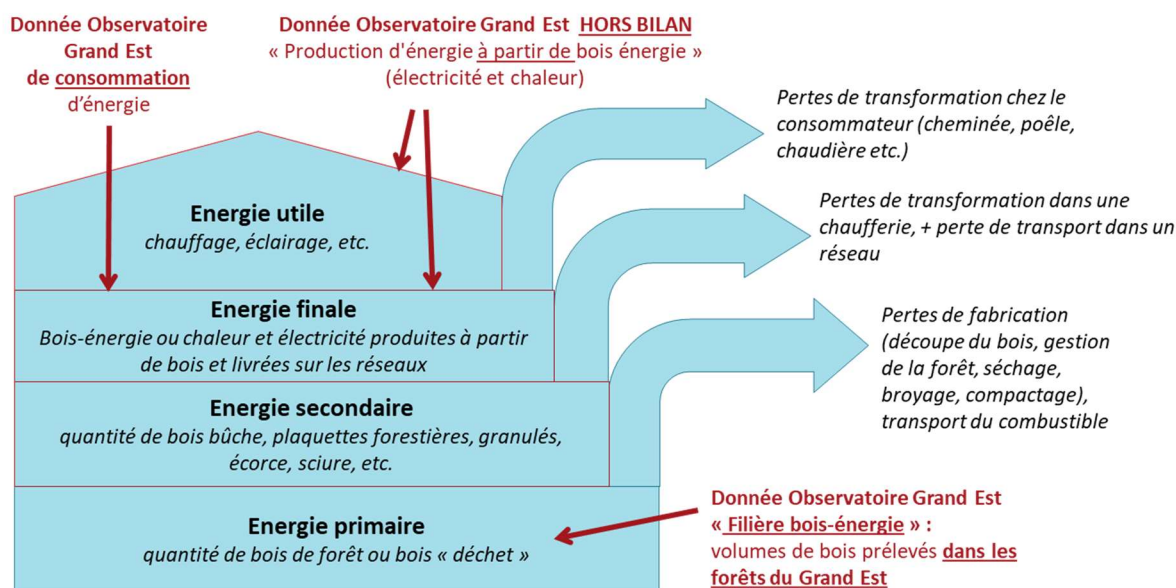 Donnée Observatoire
Grand Est
de consommation
d'énergie
Donnée Observatoire Grand Est HORS BILAN
« Production d'énergie à partir de bois énergie »
(électricité et chaleur)
Pertes de transformation chez le
consommateur (cheminée, poêle,
chaudière etc.)
Energie utile
chauffage, éclairage, etc.
Pertes de transformation dans une
chaufferie, + perte de transport dans un
réseau
Energie finale
Bois-énergie ou chaleur et électricité produites à partir
de bois et livrées sur les réseaux
Pertes de fabrication
(découpe du bois, gestion
de la forêt, séchage,
broyage, compactage),
transport du combustible
Energie secondaire
quantité de bois bûche, plaquettes forestières, granulés,
écorce, sciure, etc.
Energie primaire
quantité de bois de forêt ou bois « déchet »
Donnée Observatoire Grand Est
« Filière bois-énergie » :
volumes de bois prélevés dans les
forêts du Grand Est